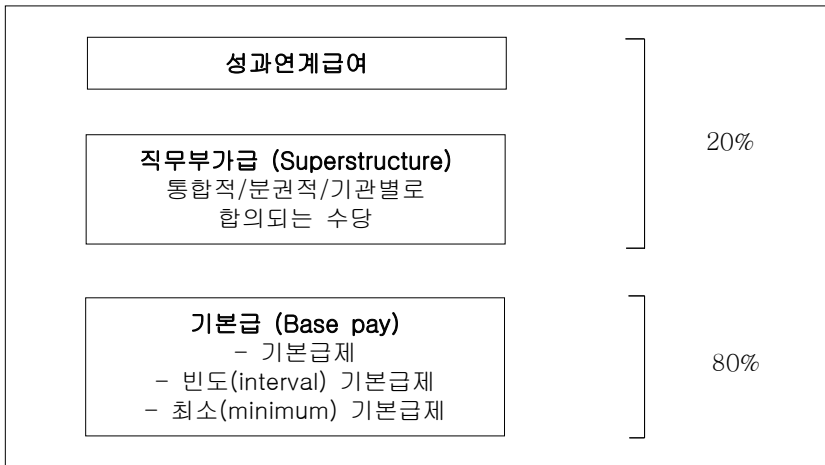 성과연계급여
직무부가급 (Superstructure)
통합적/분권적/기관별로
합의되는 수당
20%
기본급 (Base pay)
- 기본급제
- 빈도(interval) 기본급제
- 최소(minimum) 기본급제
80%